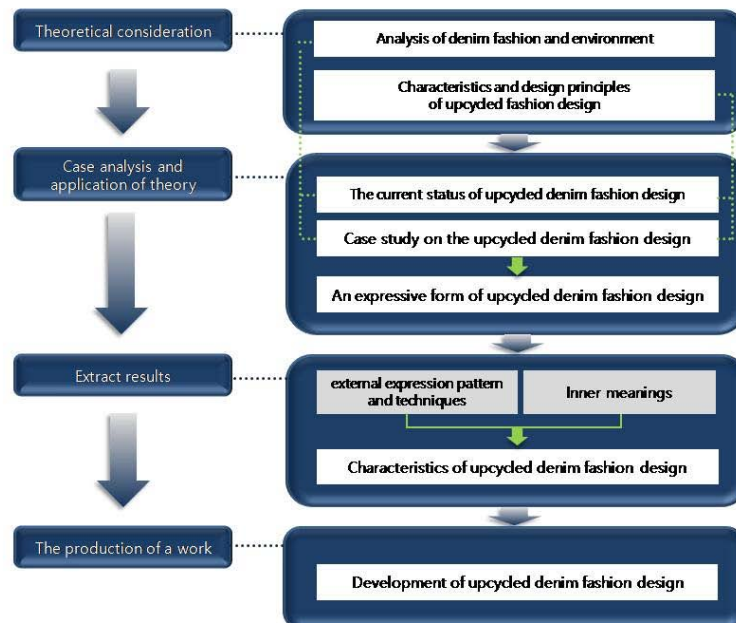 Theoretical consideration
Analysis of denim fashion and environment
Characteristics and design principles
of upcycled fashion design
Case analysis and
application of theory
The current status of upcycled denim fashion design
Case study on the upcycled denim fashion design
An expressive form of upcycled denim fashion design
Extract results
external expression pattern
and techniques
Inner meanings
Characteristics of upcycled denim fashion design
The production of a work
Development of upcycled denim fashion design